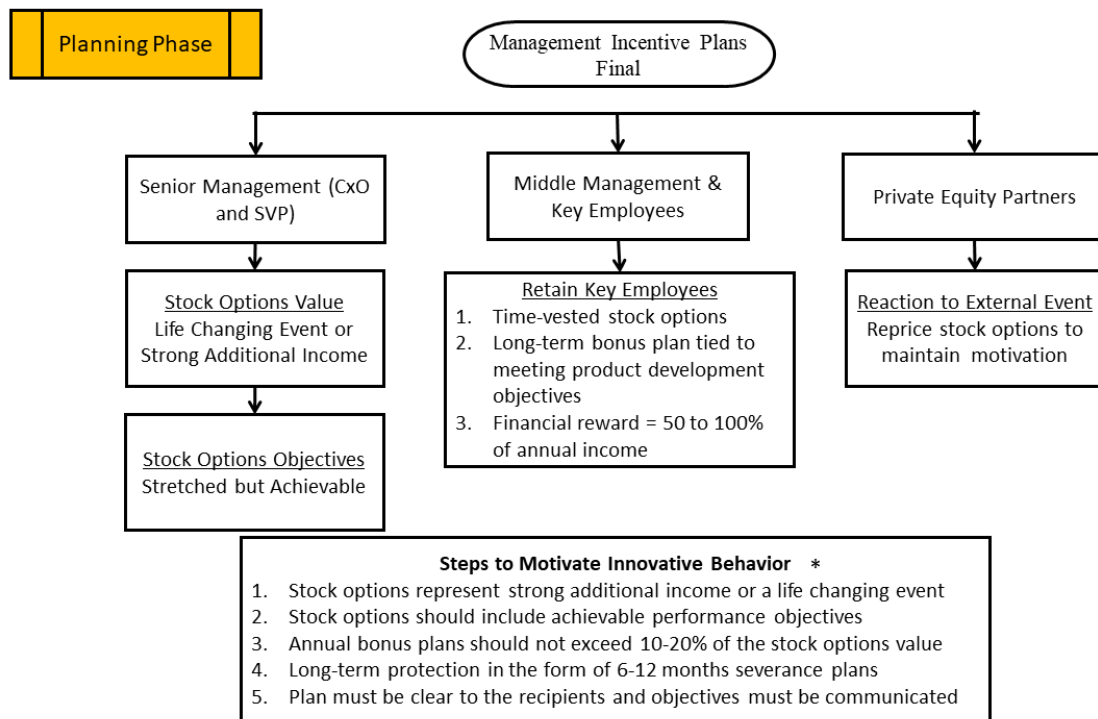 Planning Phase
Management Incentive Plans
Final
Senior Management (CxO
and SVP)
Middle Management &
Key Employees
Private Equity Partners
Stock Options Value
Life Changing Event or
Strong Additional Income
Retain Key Employees
1. Time-vested stock options
2. Long-term bonus plan tied to
meeting product development
objectives
3. Financial reward = 50 to 100%
of annual income
Reaction to External Event
Reprice stock options to
maintain motivation
Stock Options Objectives
Stretched but Achievable
Steps to Motivate Innovative Behavior *
1. Stock options represent strong additional income or a life changing event
2. Stock options should include achievable performance objectives
3. Annual bonus plans should not exceed 10-20% of the stock options value
4. Long-term protection in the form of 6-12 months severance plans
5. Plan must be clear to the recipients and objectives must be communicated